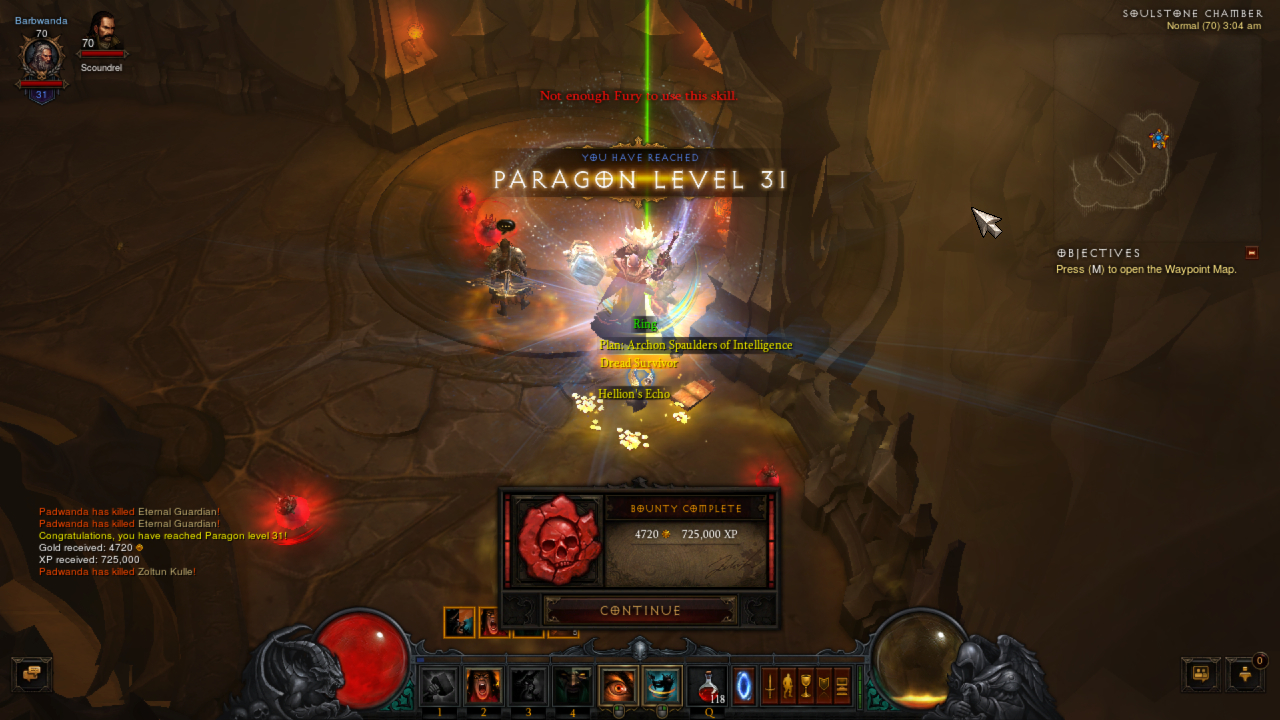 Barbwanda
70
70
Scoundrel
31
SOULSTONE CHAMBER
Normal (70) 3:04 am
Not enough Fury to use this skill.
YOU HAVE REACHED
PARAGON LEVEL 31
OBJECTIVES
Press (M) to open the Waypoint Map.
Ring
Plan: Archon Spaulders of Intelligence
Dread Survivor
Hellion's Echo
BOUNTY COMPLETE
4720 725,000 XP
CONTINUE
Padwanda has killed Eternal Guardian!
Padwanda has killed Eternal Guardian!
Congratulations, you have reached Paragon level 31!
Gold received: 4720
XP received: 725,000
Padwanda has killed Zoltun Kulle!
5
118
1 2 3 4 Q
0